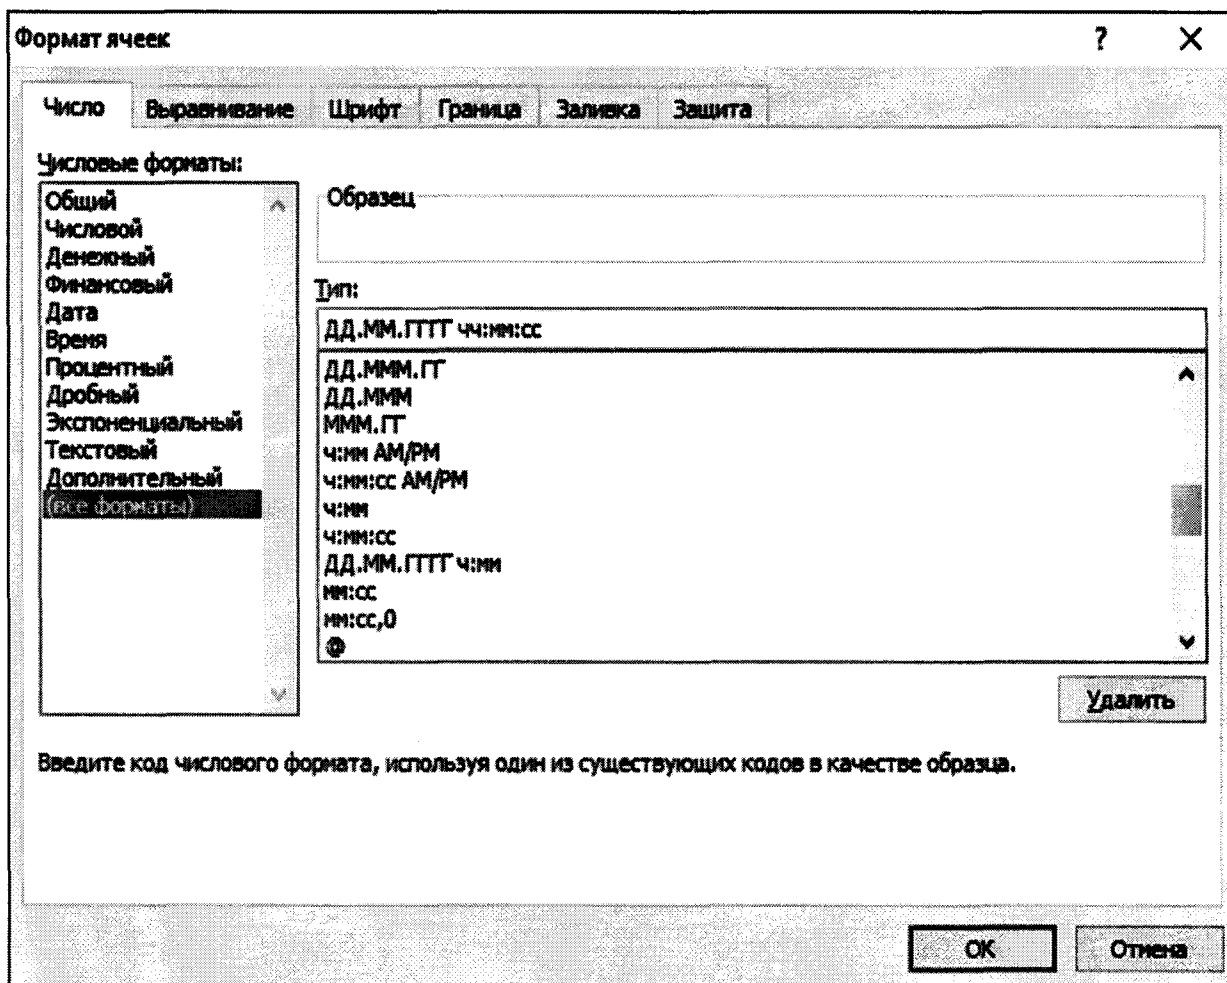 Формат ячеек ? ×
Число Выравнивание Шрифт Граница Заливка Защита
Числовые форматы:
Общий
Числовой
Денежный
Финансовый
Дата
Время
Процентный
Дробный
Экспоненциальный
Текстовый
Дополнительный
(все форматы)
Образец
Тип:
ДД.ММ.ГГГГ чч:мм:сс
ДД.МММ.ГГ
ДД.МММ
МММ.ГГ
ч:мм AM/PM
ч:мм:сс AM/PM
ч:мм
ч:мм:сс
ДД.ММ.ГГГГ ч:мм
мм:сс
мм:сс,0
@
Удалить
Введите код числового формата, используя один из существующих кодов в качестве образца.
ОК Отмена